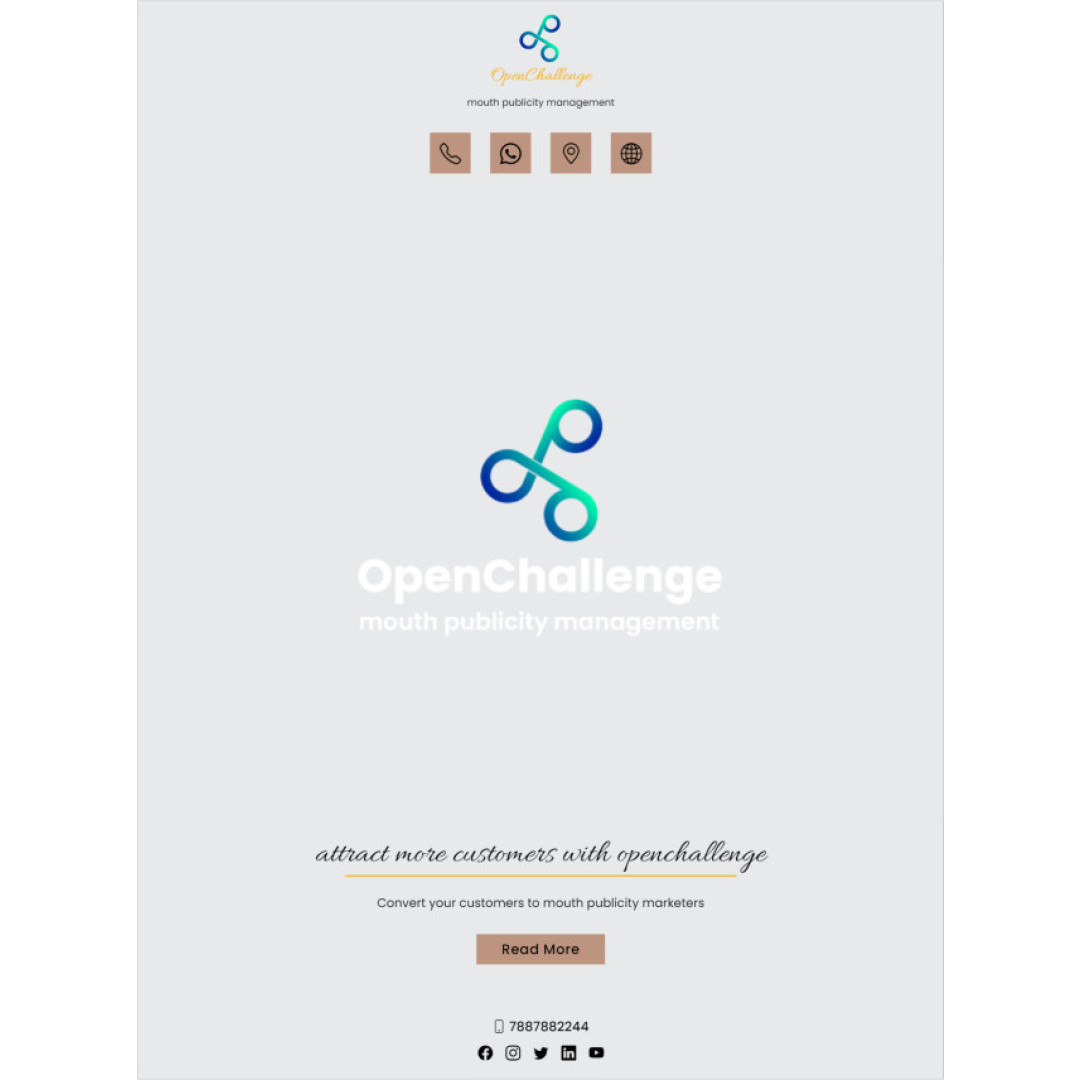 OpenChallenge
mouth publicity management
OpenChallenge
mouth publicity management
attract more customers with openchallenge
Convert your customers to mouth publicity marketers
Read More
7887882244